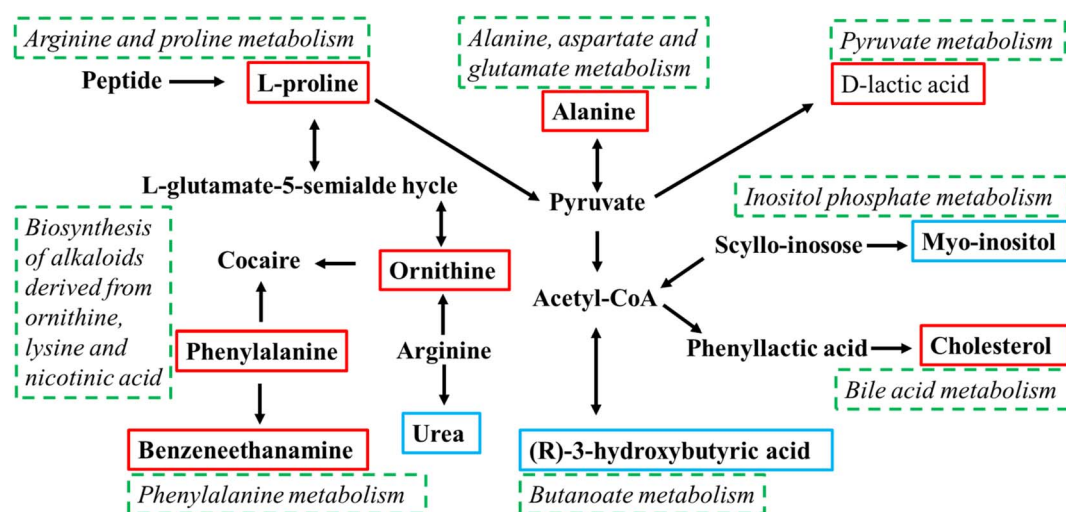 Arginine and proline metabolism
Peptide
L-proline
Alanine, aspartate and
glutamate metabolism
Alanine
Pyruvate metabolism
D-lactic acid
L-glutamate-5-semialde hycle
Pyruvate
Inositol phosphate metabolism
Scyllo-inosose
Myo-inositol
Biosynthesis
of alkaloids
derived from
ornithine,
lysine and
nicotinic acid
Cocaire
Ornithine
Acetyl-CoA
Phenylalanine
Arginine
Phenyllactic acid
Cholesterol
Bile acid metabolism
Urea
Benzeneethanamine
Phenylalanine metabolism
(R)-3-hydroxybutyric acid
Butanoate metabolism